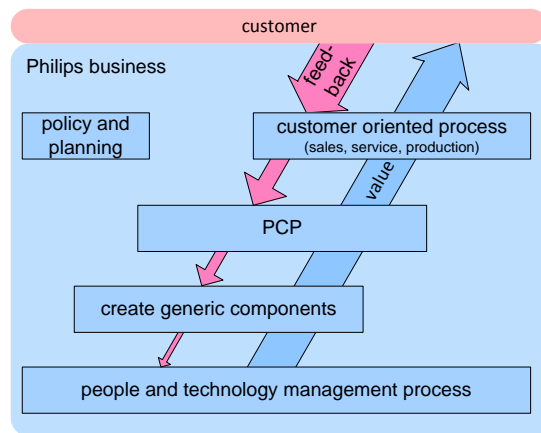 customer
Philips business
feed-
back
policy and
planning
customer oriented process
(sales, service, production)
value
PCP
create generic components
people and technology management process